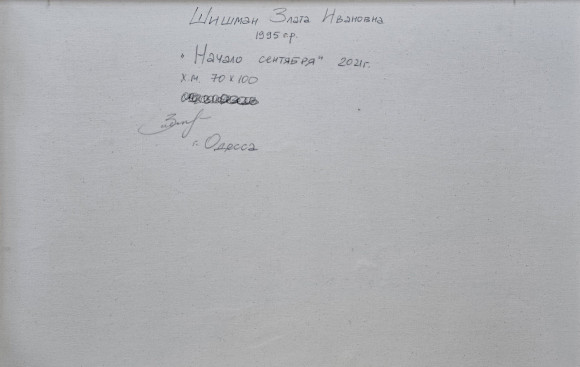 Шишман Злата Ивановна
1995 г.р.
"Начало сентября" 2021г.
х.м. 70 х 100
г. Одесса